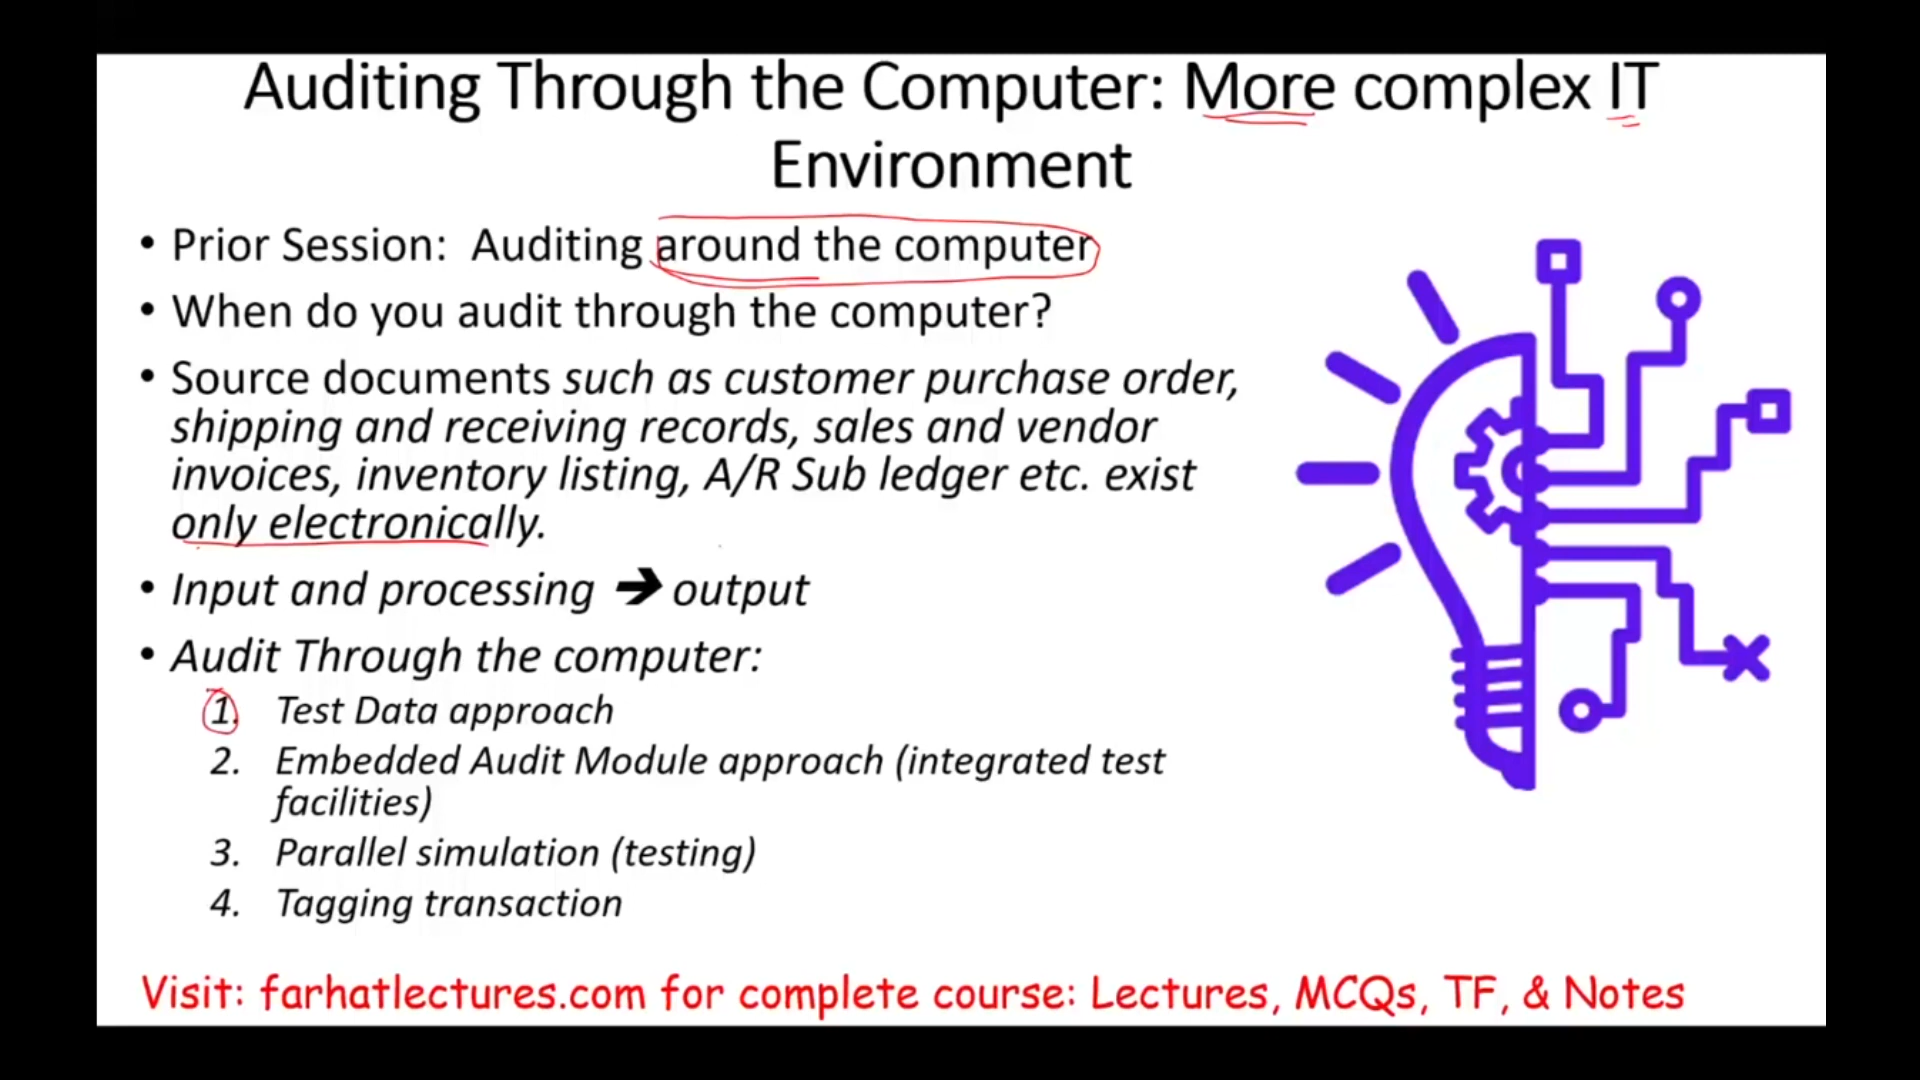 Auditing Through the Computer: More complex IT
Environment
• Prior Session: Auditing around the computer
• When do you audit through the computer?
• Source documents such as customer purchase order,
shipping and receiving records, sales and vendor
invoices, inventory listing, A/R Sub ledger etc. exist
only electronically.
• Input and processing ➔ output
• Audit Through the computer:
1. Test Data approach
2. Embedded Audit Module approach (integrated test
facilities)
3. Parallel simulation (testing)
4. Tagging transaction
Visit: farhatlectures.com for complete course: Lectures, MCQs, TF, & Notes